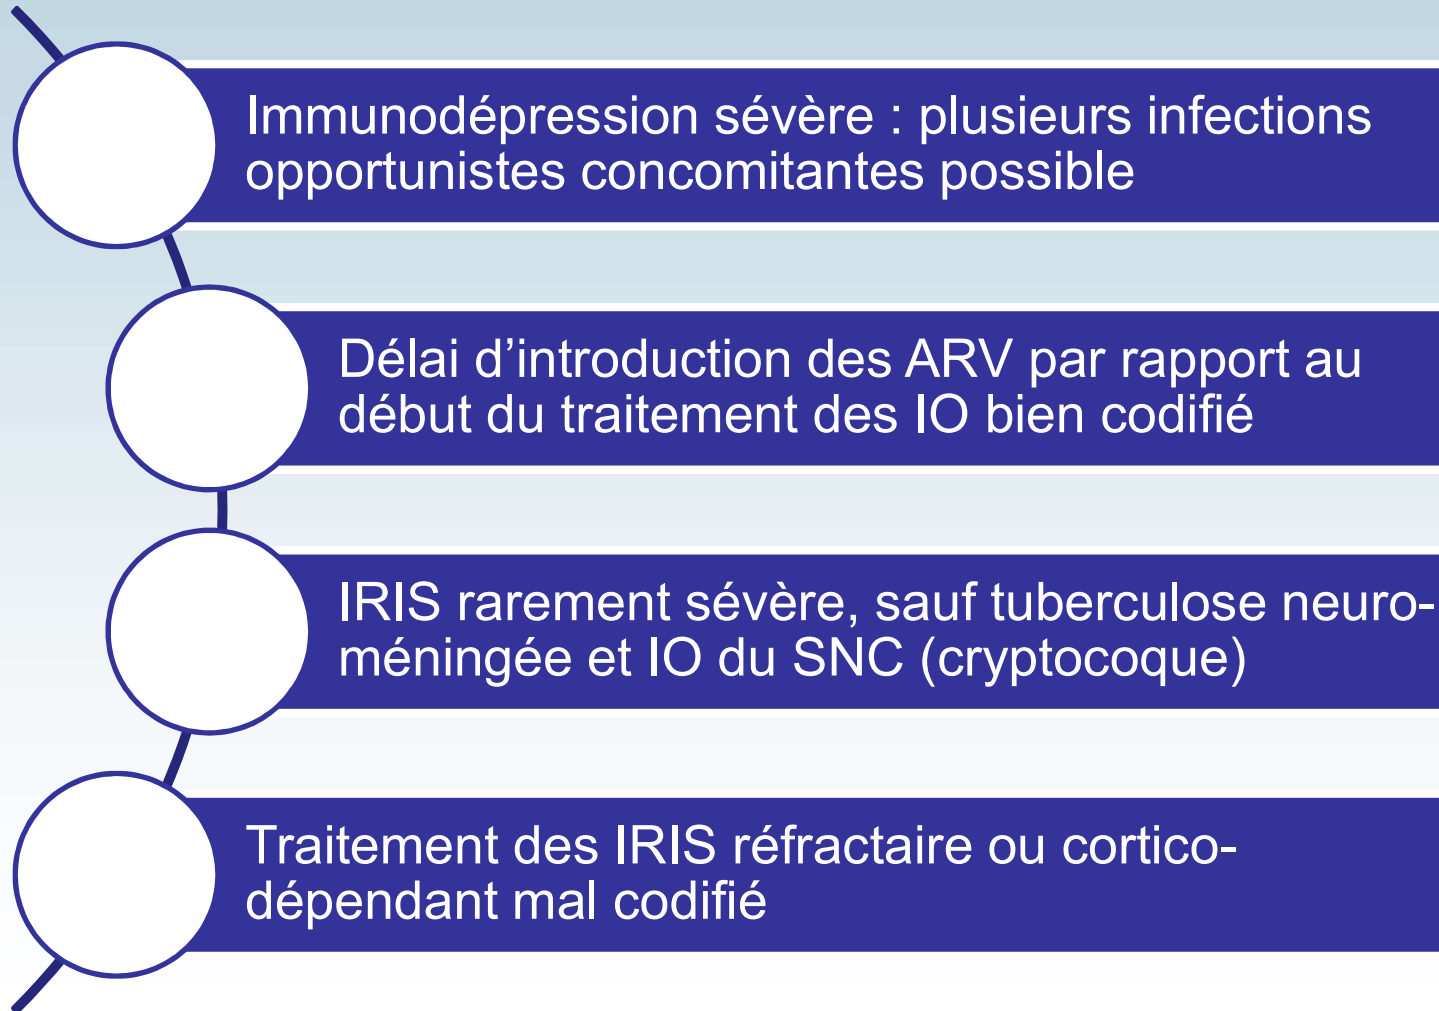 Immunodépression sévère : plusieurs infections
opportunistes concomitantes possible
Délai d’introduction des ARV par rapport au
début du traitement des IO bien codifié
IRIS rarement sévère, sauf tuberculose neuro-
méningée et IO du SNC (cryptocoque)
Traitement des IRIS réfractaire ou cortico-
dépendant mal codifié